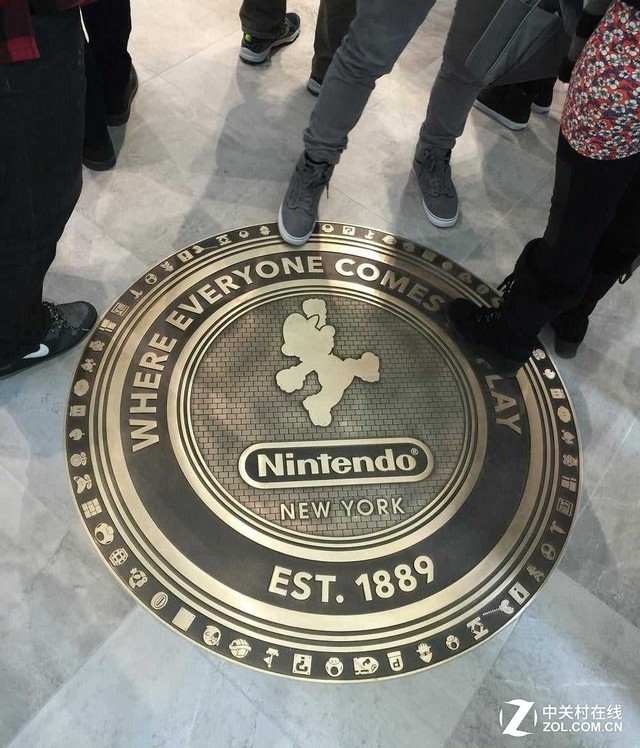 WHERE EVERYONE COMES PLAY
Nintendo®
NEW YORK
EST. 1889
中关村在线
ZOL.COM.CN